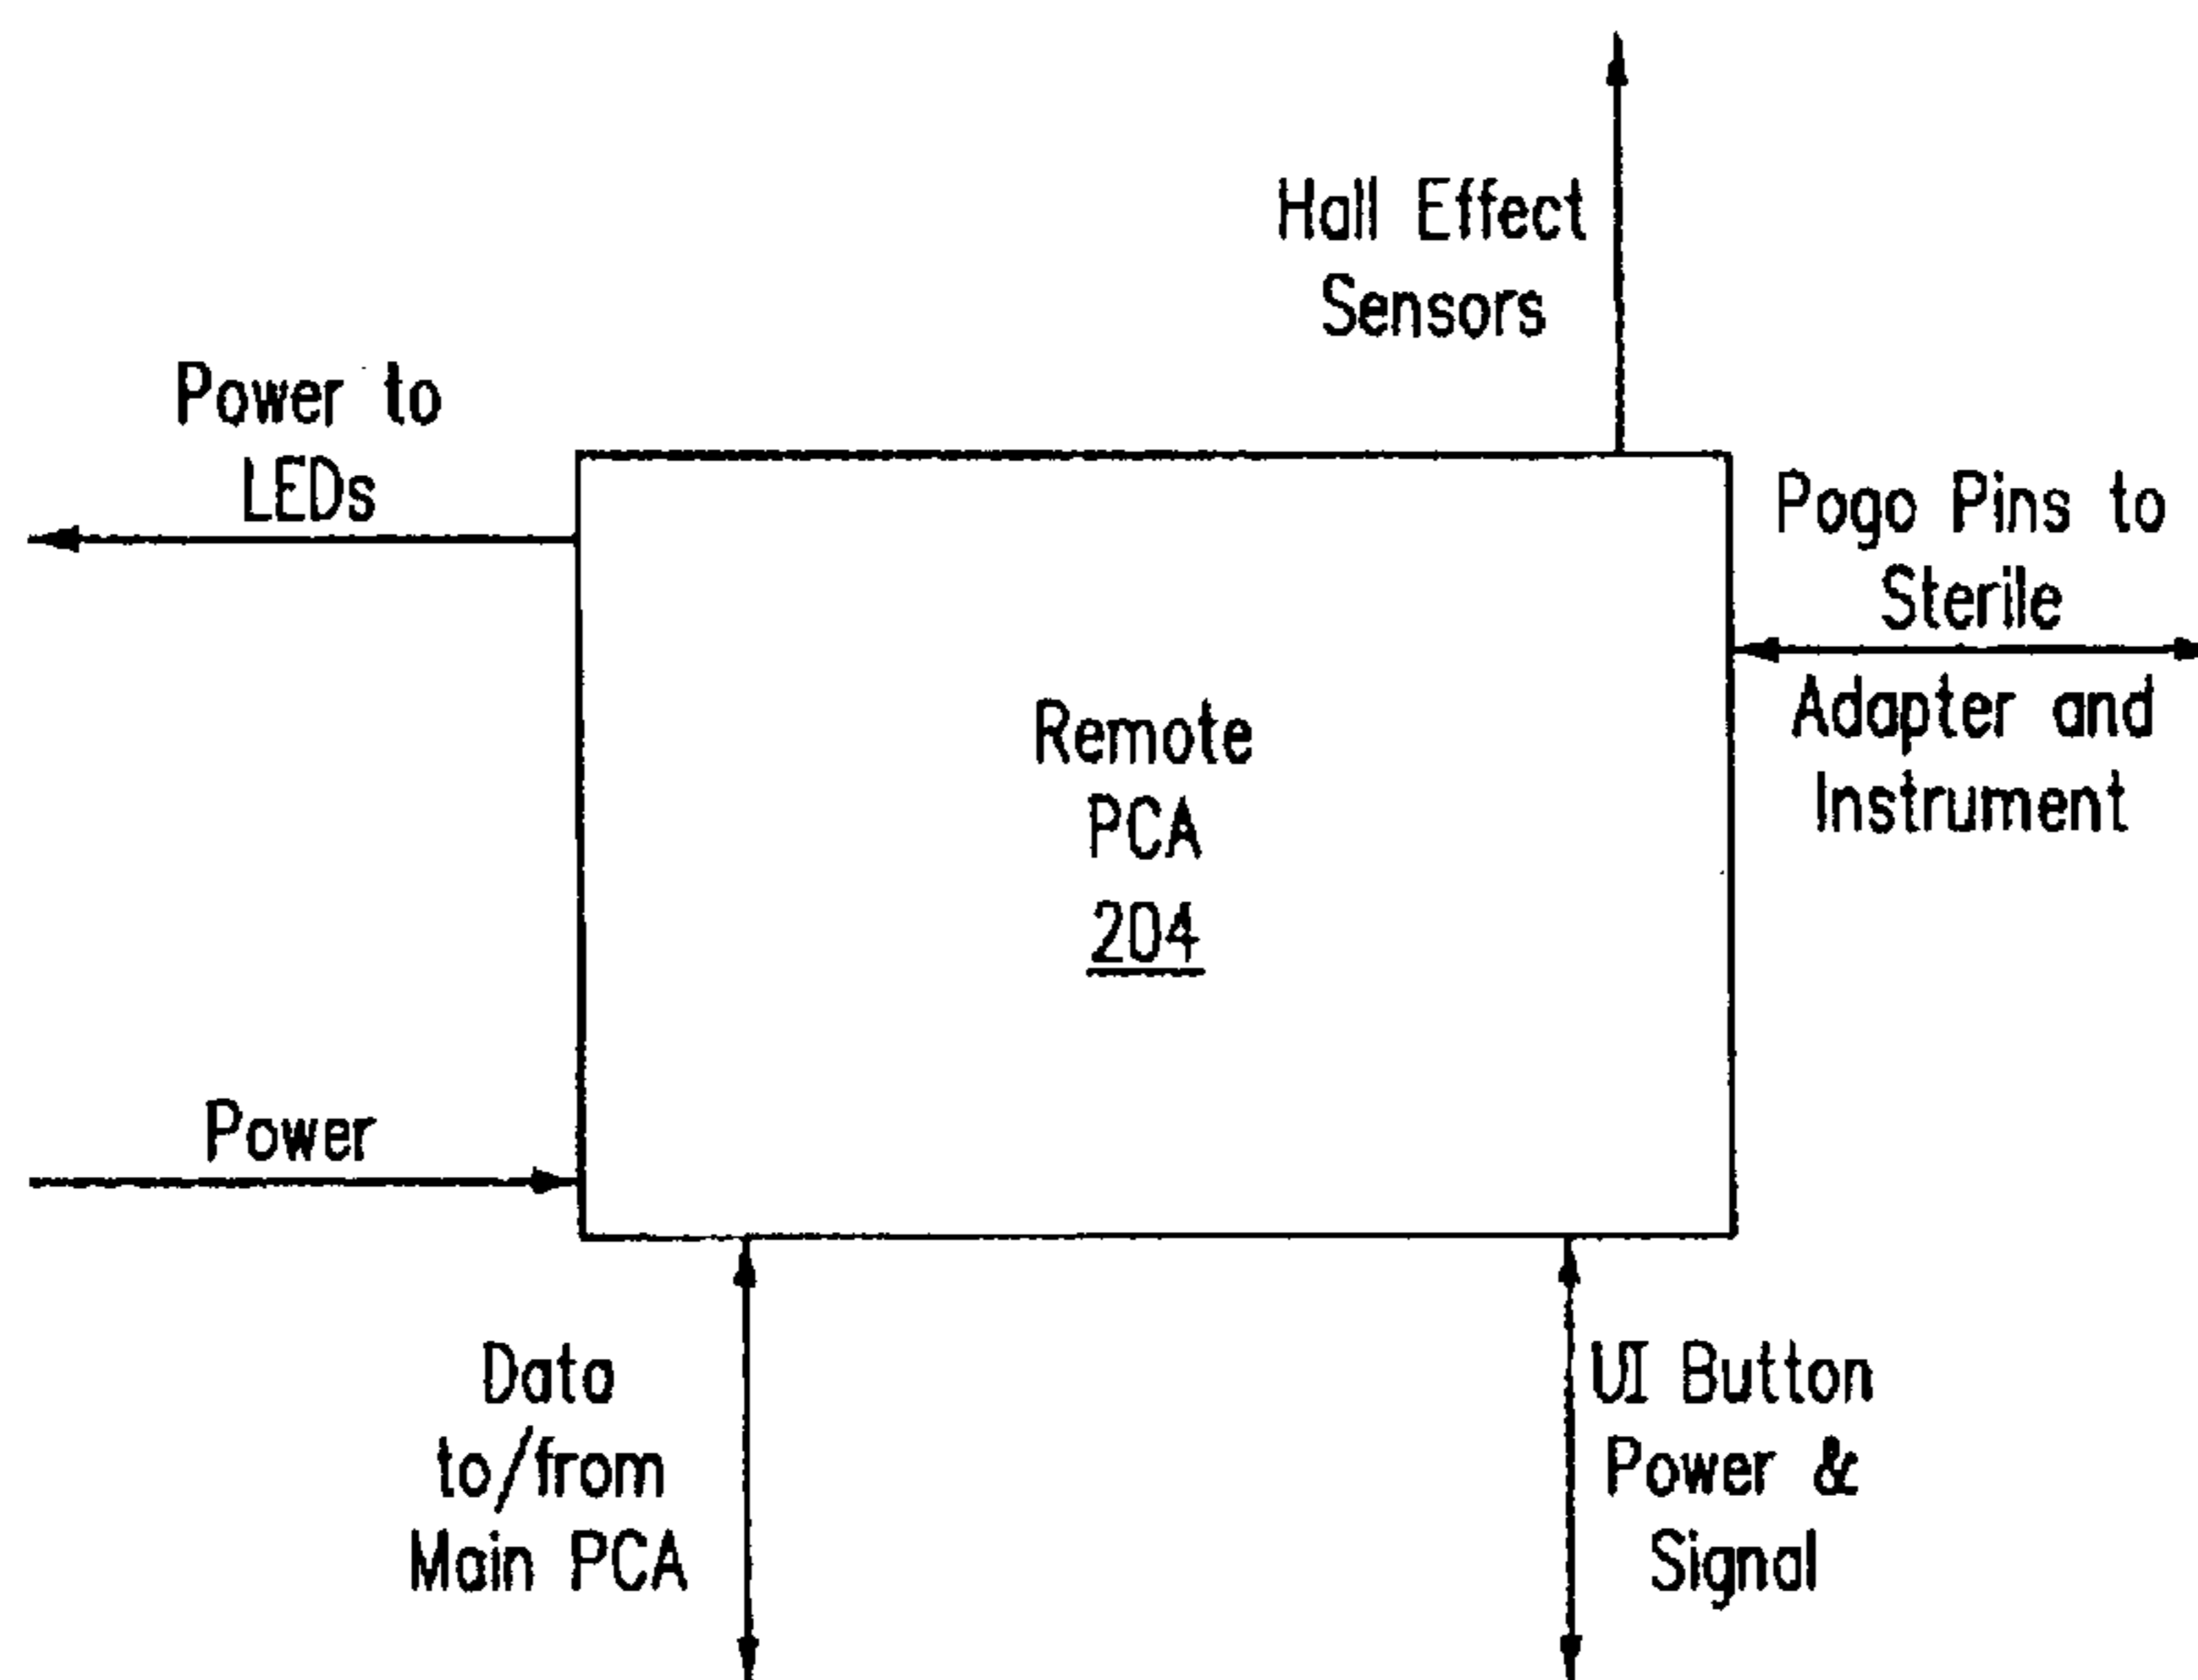 Hall Effect
Sensors
Power to
LEDs
Pogo Pins to
Sterile
Adapter and
Instrument
Remote
PCA
204
Power
Data
to/from
Main PCA
UI Button
Power &
Signal